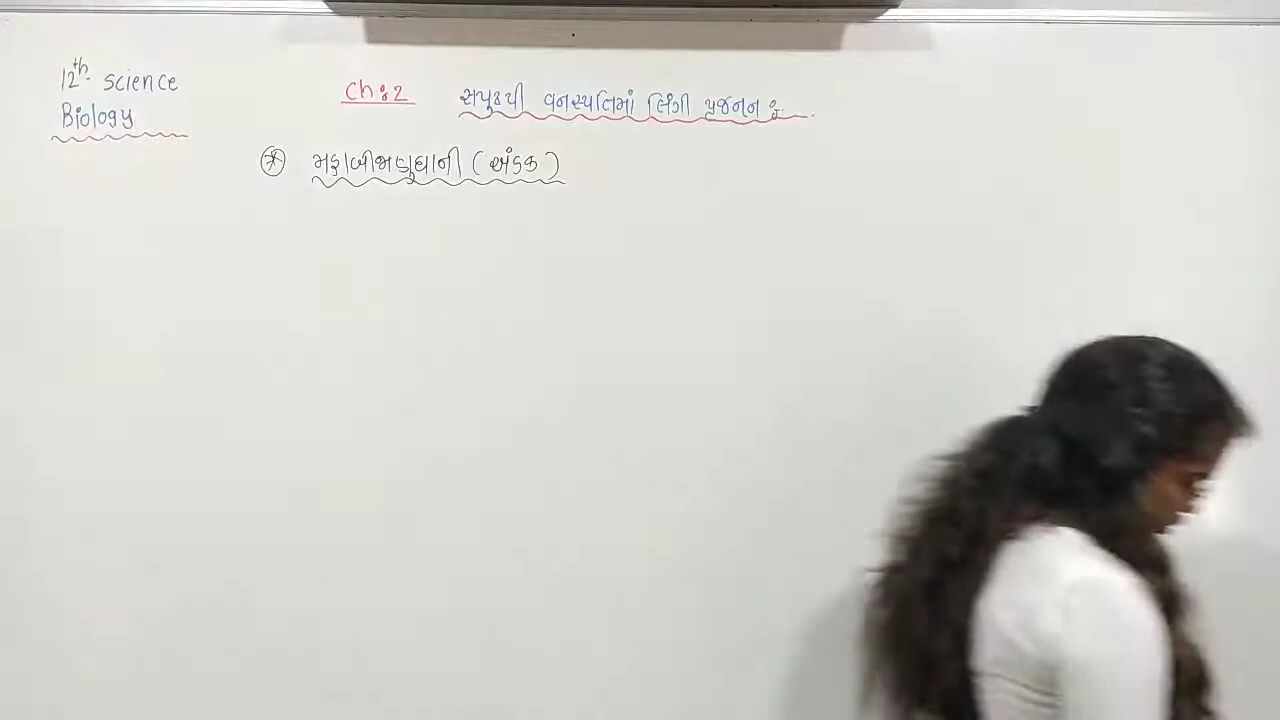 12th science
Biology
Ch:2 સપુષ્પી વનસ્પતિમાં લિંગી પ્રજનન :
* મહાબીજાણુધાની (અંડક)